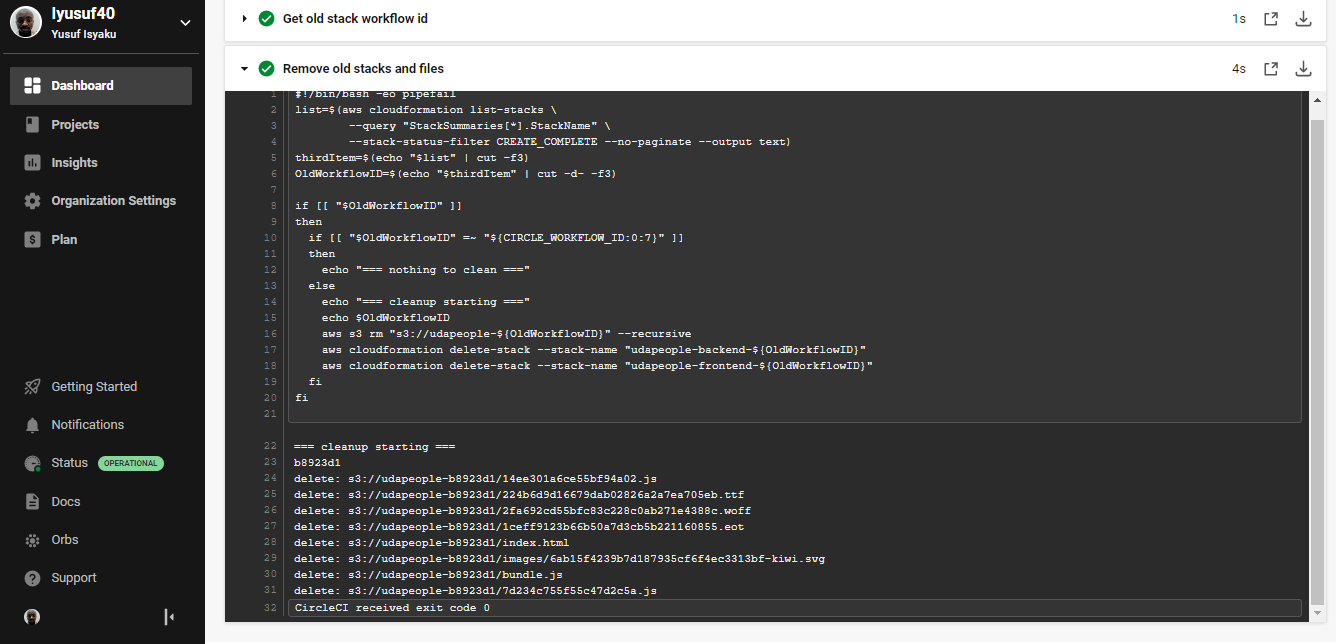 Iyusuf40
Yusuf Isyaku
Dashboard
Projects
Insights
Organization Settings
$ Plan
Getting Started
Notifications
Status OPERATIONAL
Docs
Orbs
? Support
Get old stack workflow id 1s
Remove old stacks and files 4s
1 #!/bin/bash -eo pipefail
2 list=$(aws cloudformation list-stacks \
3 --query "StackSummaries[*].StackName" \
4 --stack-status-filter CREATE_COMPLETE --no-paginate --output text)
5 thirdItem=$(echo "$list" | cut -f3)
6 OldWorkflowID=$(echo "$thirdItem" | cut -d- -f3)
7
8 if [[ "$OldWorkflowID" ]]
9 then
10 if [[ "$OldWorkflowID" =~ "${CIRCLE_WORKFLOW_ID:0:7}" ]]
11 then
12 echo "=== nothing to clean ==="
13 else
14 echo "=== cleanup starting ==="
15 echo $OldWorkflowID
16 aws s3 rm "s3://udapeople-${OldWorkflowID}" --recursive
17 aws cloudformation delete-stack --stack-name "udapeople-backend-${OldWorkflowID}"
18 aws cloudformation delete-stack --stack-name "udapeople-frontend-${OldWorkflowID}"
19 fi
20 fi
21
22 === cleanup starting ===
23 b8923d1
24 delete: s3://udapeople-b8923d1/14ee301a6ce55bf94a02.js
25 delete: s3://udapeople-b8923d1/224b6d9d16679dab02826a2a7ea705eb.ttf
26 delete: s3://udapeople-b8923d1/2fa692cd55bfc83c228c0ab271e4388c.woff
27 delete: s3://udapeople-b8923d1/1ceff9123b66b50a7d3cb5b221160855.eot
28 delete: s3://udapeople-b8923d1/index.html
29 delete: s3://udapeople-b8923d1/images/6ab15f4239b7d187935cf6f4ec3313bf-kiwi.svg
30 delete: s3://udapeople-b8923d1/bundle.js
31 delete: s3://udapeople-b8923d1/7d234c755f55c47d2c5a.js
32 CircleCI received exit code 0